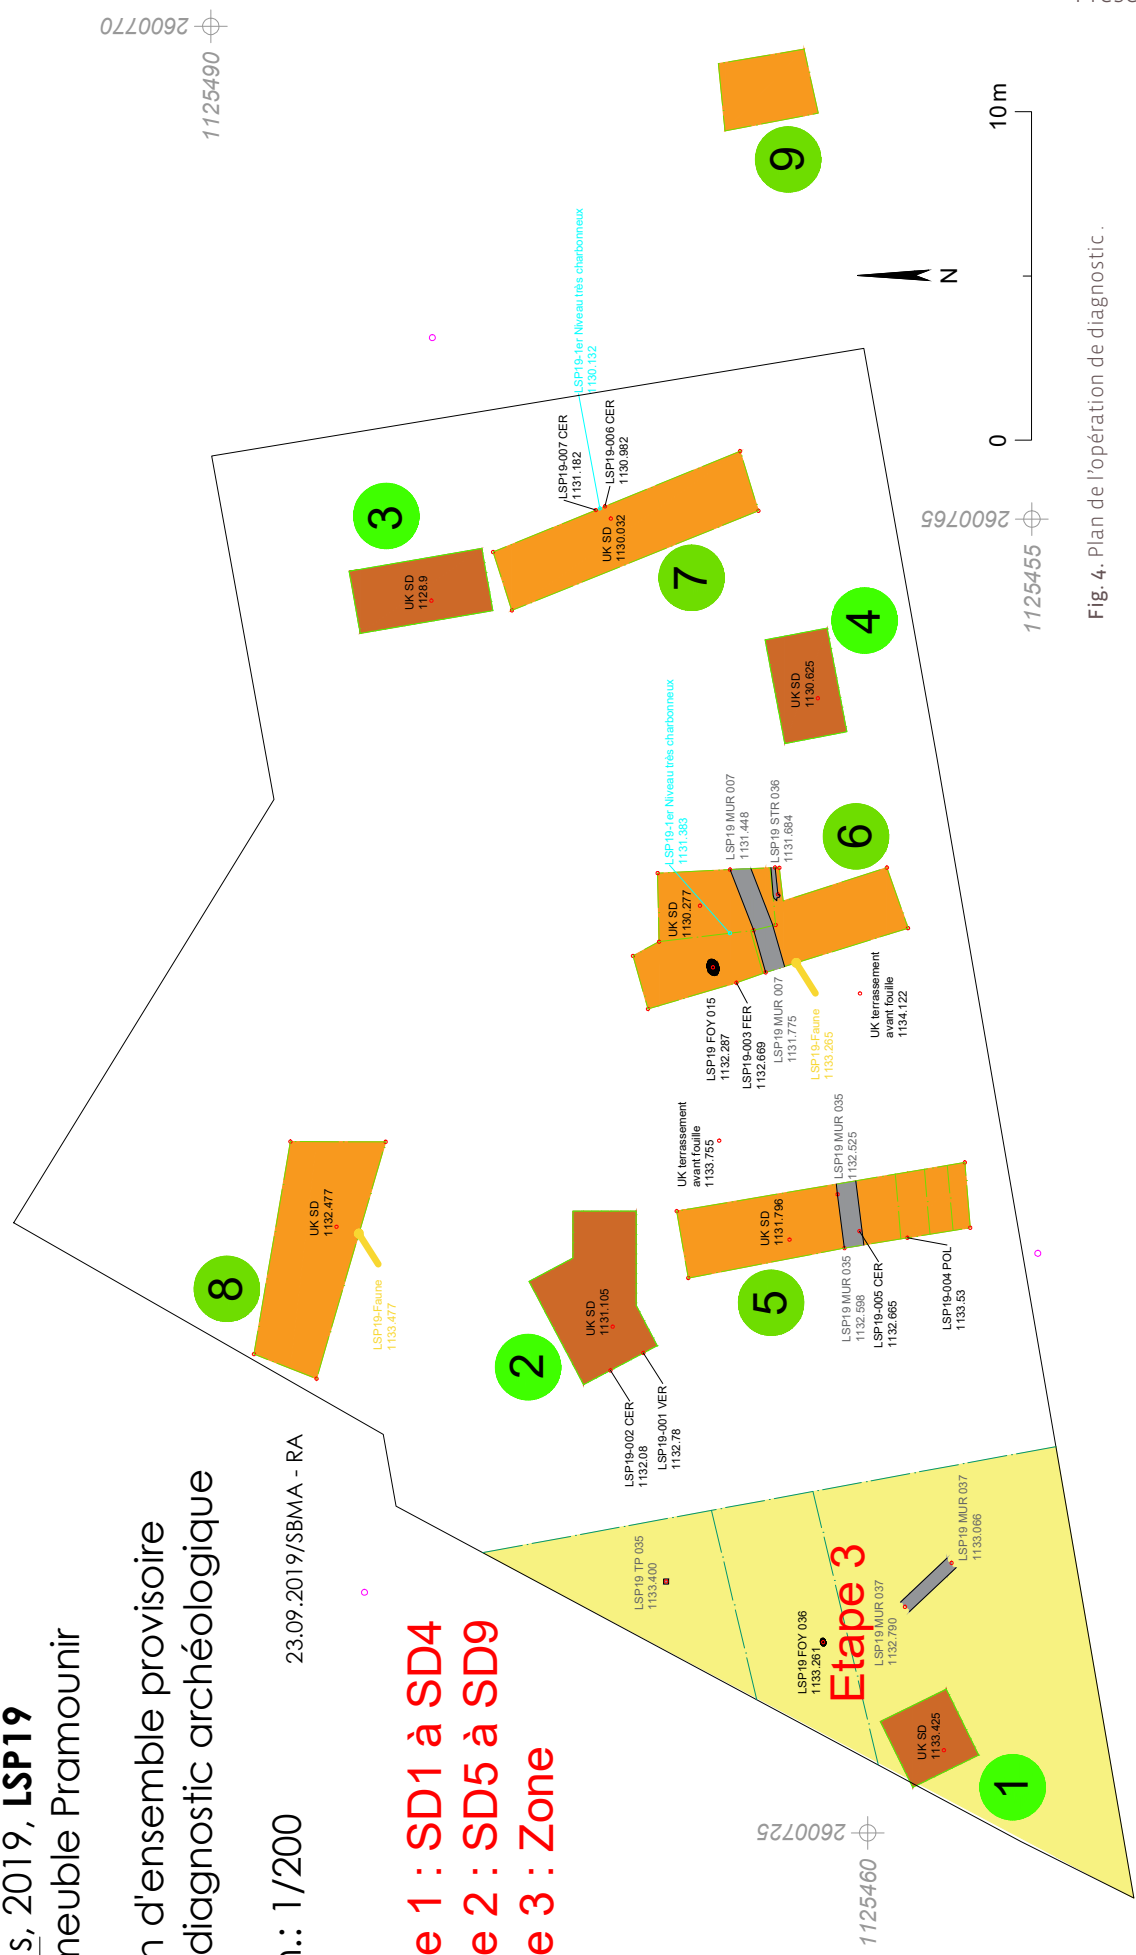 s, 2019, LSP19
meuble Pramounir
n d'ensemble provisoire
diagnostic archéologique
23.09.2019/SBMA - RA
n.: 1/200
e 1 : SD1 à SD4
e 2 : SD5 à SD9
e 3 : Zone
2600770
1125490
8
UK SD
1132.477
LSP19-Faune
1133.477
3
UK SD
1128.9
LSP19-007 CER
1131.182
LSP19-1er Niveau très charbonneux
1130.132
LSP19-006 CER
1130.982
UK SD
1130.032
7
9
2
UK SD
1131.105
LSP19-002 CER
1132.08
LSP19-001 VER
1132.78
LSP19-1er Niveau très charbonneux
1131.383
UK SD
1130.277
LSP19 MUR 007
1131.448
LSP19 STR 036
1131.684
LSP19 FOY 015
1132.287
LSP19-003 FER
1132.669
LSP19 MUR 007
1131.775
LSP19-Faune
1133.265
6
UK terrassement
avant fouille
1134.122
4
UK SD
1130.625
UK terrassement
avant fouille
1133.755
UK SD
1131.796
5
LSP19 MUR 035
1132.525
LSP19 MUR 035
1132.598
LSP19-005 CER
1132.665
LSP19-004 POL
1133.53
LSP19 TP 035
1133.400
LSP19 FOY 036
1133.261
Etape 3
LSP19 MUR 037
1132.790
LSP19 MUR 037
1133.066
UK SD
1133.425
1
2600725
1125460
2600765
1125455
N
0
10m
Fig. 4. Plan de l'opération de diagnostic .